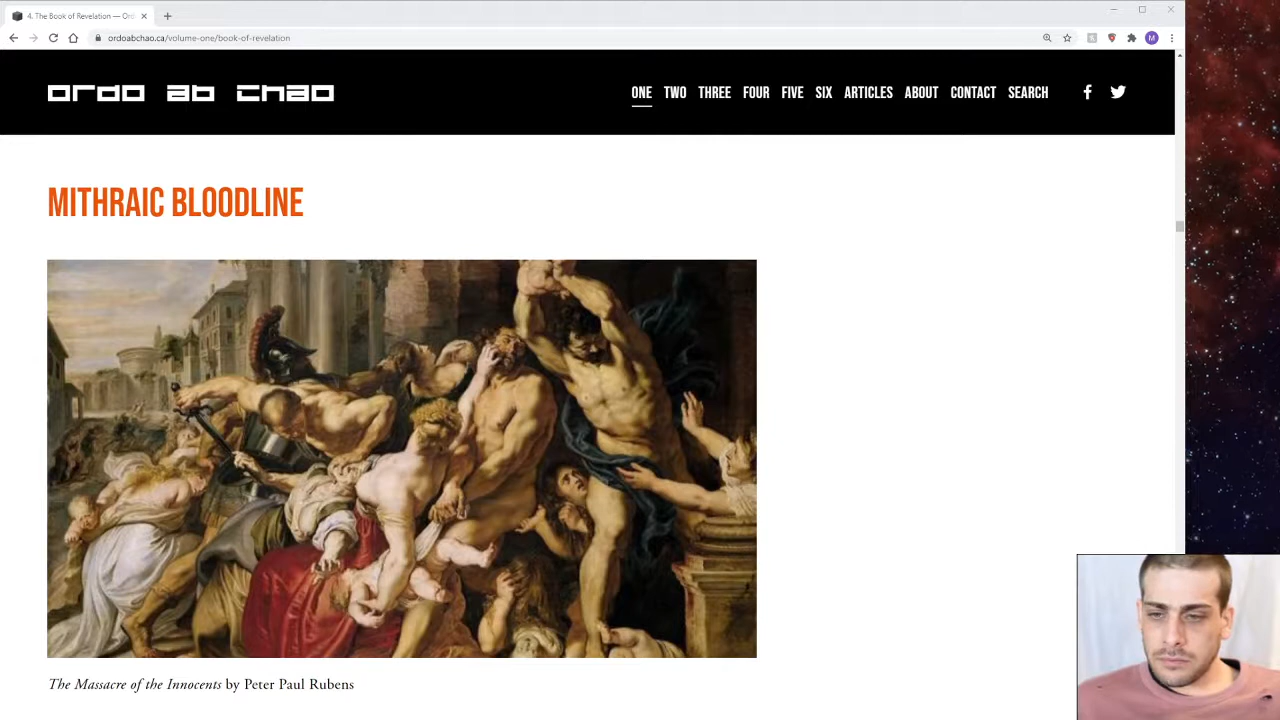 4. The Book of Revelation — Ord
ordoabchao.ca/volume-one/book-of-revelation
ordo ab chao
ONE TWO THREE FOUR FIVE SIX ARTICLES ABOUT CONTACT SEARCH
MITHRAIC BLOODLINE
The Massacre of the Innocents by Peter Paul Rubens
M